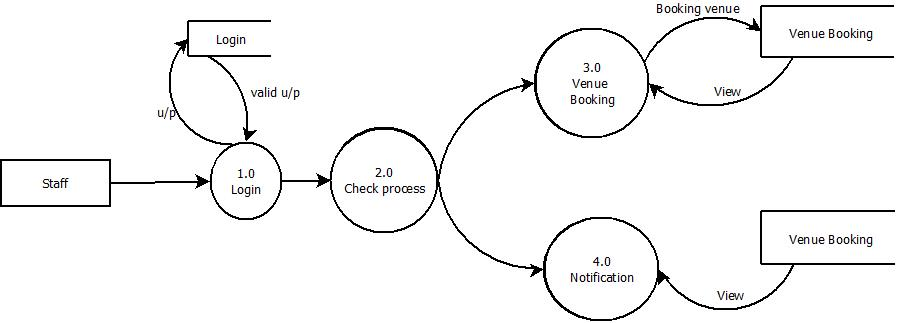 Booking venue
Login
Venue Booking
3.0
Venue
Booking
valid u/p
View
u/p
1.0
Login
2.0
Check process
Staff
Venue Booking
4.0
Notification
View